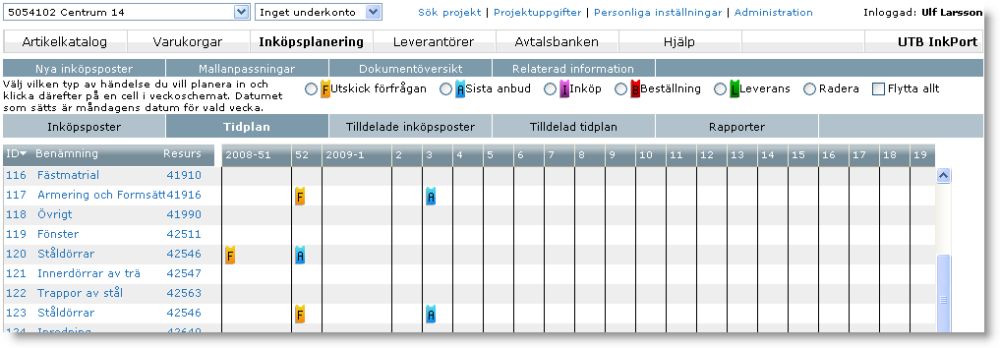 5054102 Centrum 14 Inget underkonto Sök projekt | Projektuppgifter | Personliga inställningar | Administration Inloggad: Ulf Larsson
Artikelkatalog Varukorgar Inköpsplanering Leverantörer Avtalsbanken Hjälp UTB InkPort
Nya inköpsposter Mallanpassningar Dokumentöversikt Relaterad information
Välj vilken typ av händelse du vill planera in och
klicka därefter på en cell i veckoschemat. Datumet
som sätts är måndagens datum för vald vecka.
F Utskick förfrågan A Sista anbud I Inköp B Beställning L Leverans Radera Flytta allt
Inköpsposter Tidplan Tilldelade inköpsposter Tilldelad tidplan Rapporter
ID Benämning Resurs 2008-51 52 2009-1 2 3 4 5 6 7 8 9 10 11 12 13 14 15 16 17 18 19
116 Fästmatrial 41910
117 Armering och Formsätt 41916 F A
118 Övrigt 41990
119 Fönster 42511
120 Ståldörrar 42546 F A
121 Innerdörrar av trä 42547
122 Trappor av stål 42563
123 Ståldörrar 42546 F A
124 Inredning 42640